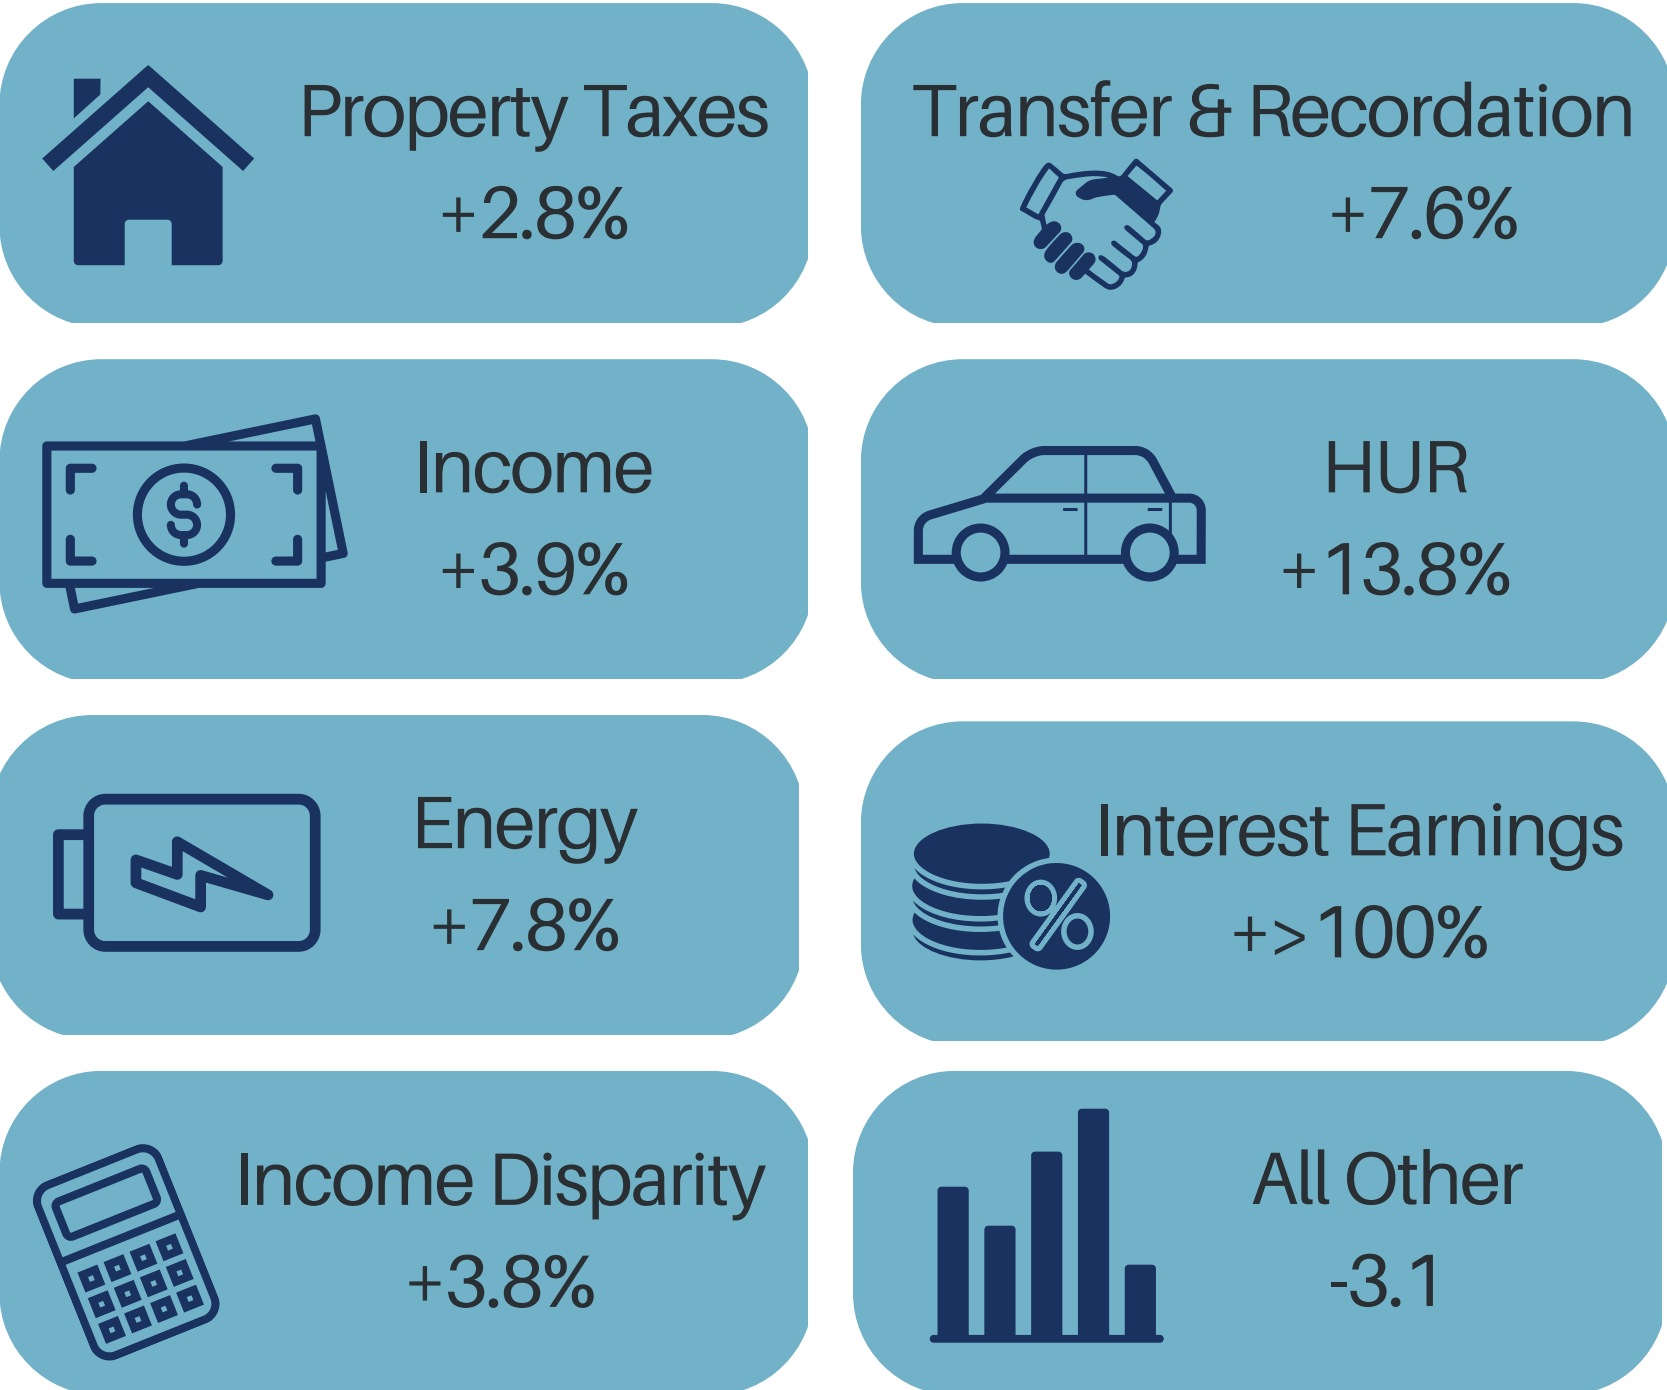 Property Taxes
+2.8%
Transfer & Recordation
+7.6%
Income
+3.9%
HUR
+13.8%
Energy
+7.8%
Interest Earnings
+>100%
Income Disparity
+3.8%
All Other
-3.1